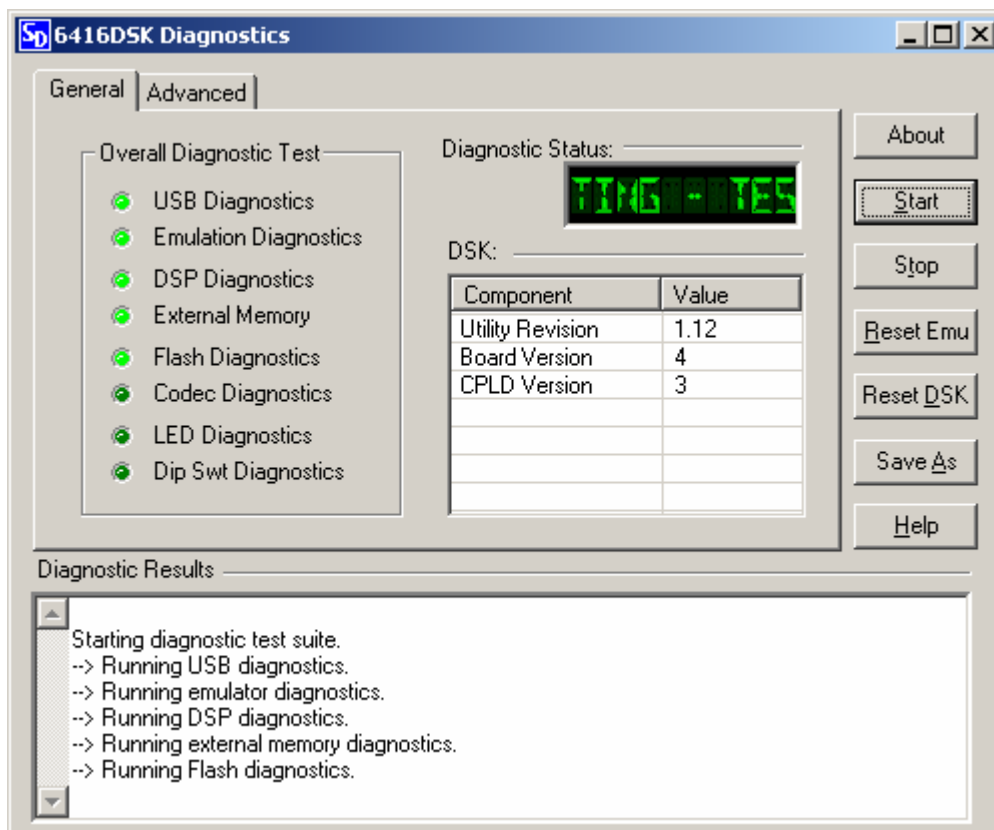 SD 6416DSK Diagnostics
General Advanced
Overall Diagnostic Test
USB Diagnostics
Emulation Diagnostics
DSP Diagnostics
External Memory
Flash Diagnostics
Codec Diagnostics
LED Diagnostics
Dip Swt Diagnostics
Diagnostic Status:
TING - TES
DSK:
Component Value
Utility Revision 1.12
Board Version 4
CPLD Version 3
About
Start
Stop
Reset Emu
Reset DSK
Save As
Help
Diagnostic Results
Starting diagnostic test suite.
--> Running USB diagnostics.
--> Running emulator diagnostics.
--> Running DSP diagnostics.
--> Running external memory diagnostics.
--> Running Flash diagnostics.